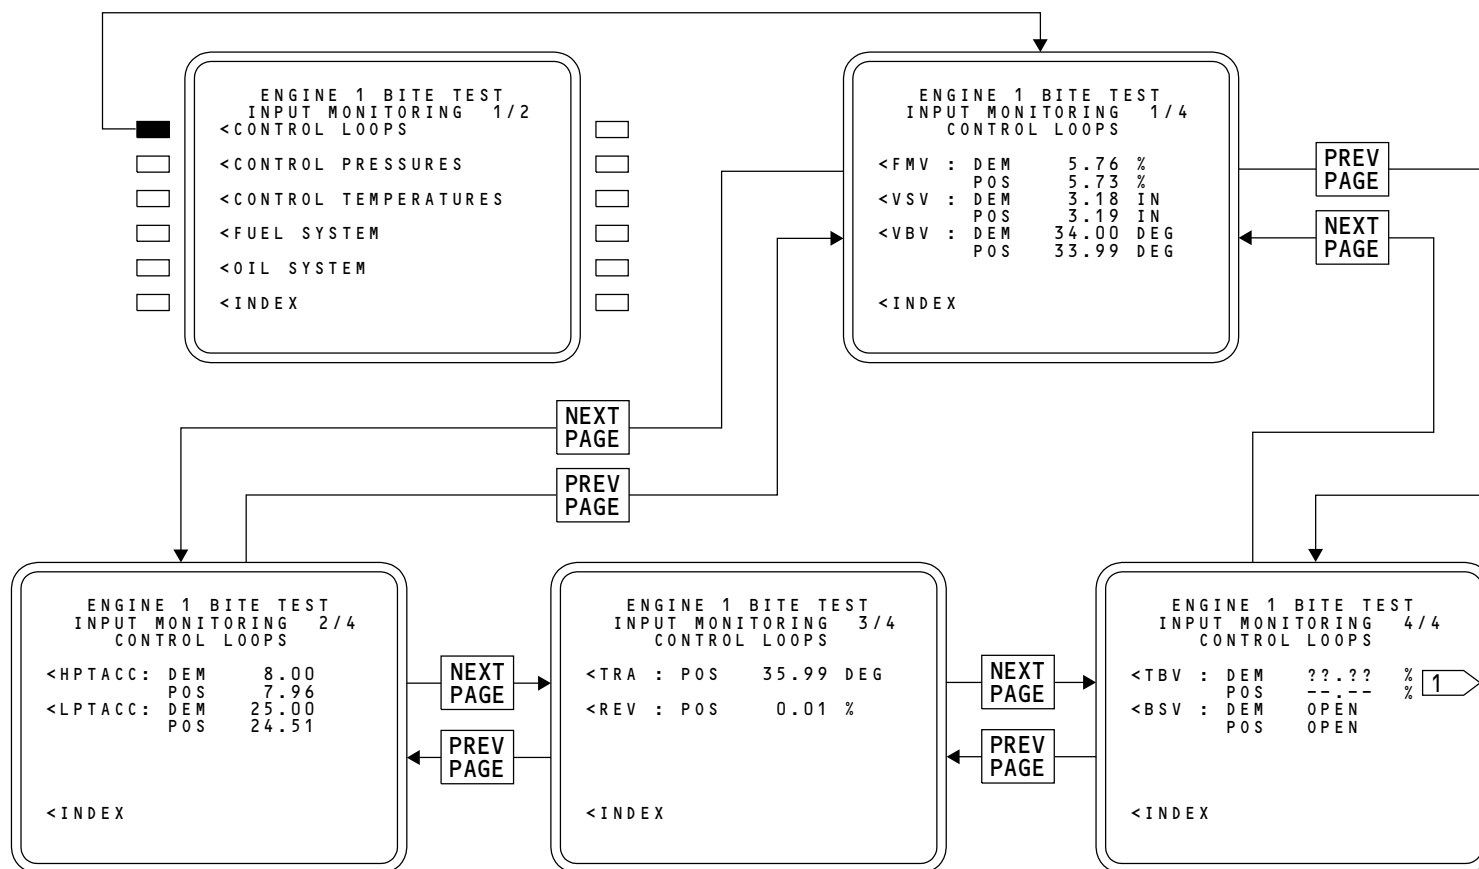 ENGINE 1 BITE TEST
INPUT MONITORING 1/2
<CONTROL LOOPS
<CONTROL PRESSURES
<CONTROL TEMPERATURES
<FUEL SYSTEM
<OIL SYSTEM
<INDEX
ENGINE 1 BITE TEST
INPUT MONITORING 1/4
CONTROL LOOPS
<FMV : DEM 5.76 %
POS 5.73 %
<VSV : DEM 3.18 IN
POS 3.19 IN
<VBV : DEM 34.00 DEG
POS 33.99 DEG
<INDEX
PREV
PAGE
NEXT
PAGE
NEXT
PAGE
PREV
PAGE
ENGINE 1 BITE TEST
INPUT MONITORING 2/4
CONTROL LOOPS
<HPTACC: DEM 8.00
POS 7.96
<LPTACC: DEM 25.00
POS 24.51
<INDEX
NEXT
PAGE
PREV
PAGE
ENGINE 1 BITE TEST
INPUT MONITORING 3/4
CONTROL LOOPS
<TRA : POS 35.99 DEG
<REV : POS 0.01 %
<INDEX
NEXT
PAGE
PREV
PAGE
ENGINE 1 BITE TEST
INPUT MONITORING 4/4
CONTROL LOOPS
<TBV : DEM ??.?? %
POS --.-- %
1
<BSV : DEM OPEN
POS OPEN
<INDEX